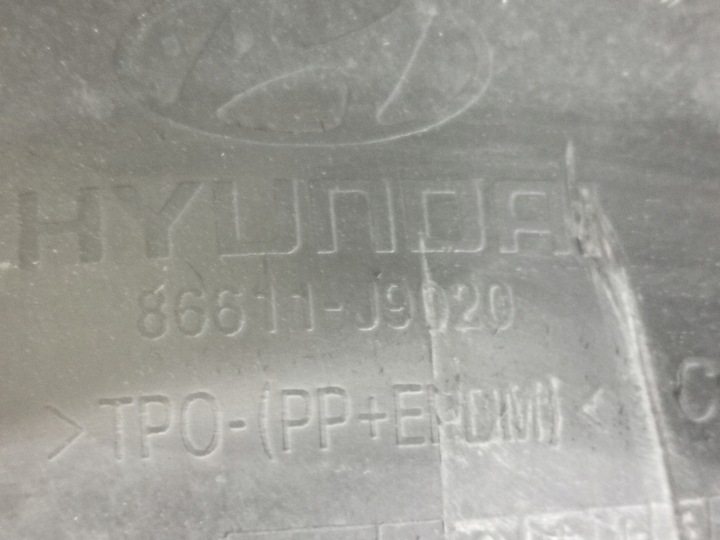 HYUNDAI
86611-J9020
>TPO-(PP+EPDM)<
C